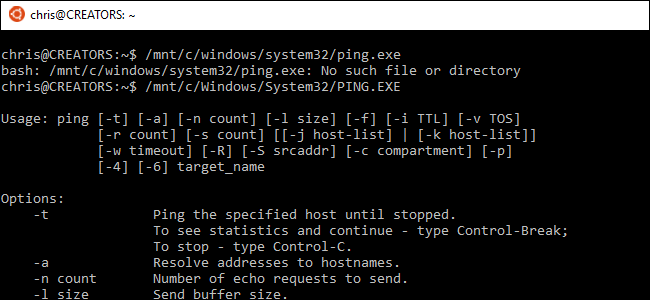 chris@CREATORS: ~
chris@CREATORS:~$ /mnt/c/windows/system32/ping.exe
bash: /mnt/c/windows/system32/ping.exe: No such file or directory
chris@CREATORS:~$ /mnt/c/Windows/System32/PING.EXE
Usage: ping [-t] [-a] [-n count] [-l size] [-f] [-i TTL] [-v TOS]
[-r count] [-s count] [[-j host-list] | [-k host-list]]
[-w timeout] [-R] [-S srcaddr] [-c compartment] [-p]
[-4] [-6] target_name
Options:
-t Ping the specified host until stopped.
To see statistics and continue - type Control-Break;
To stop - type Control-C.
-a Resolve addresses to hostnames.
-n count Number of echo requests to send.
-l size Send buffer size.